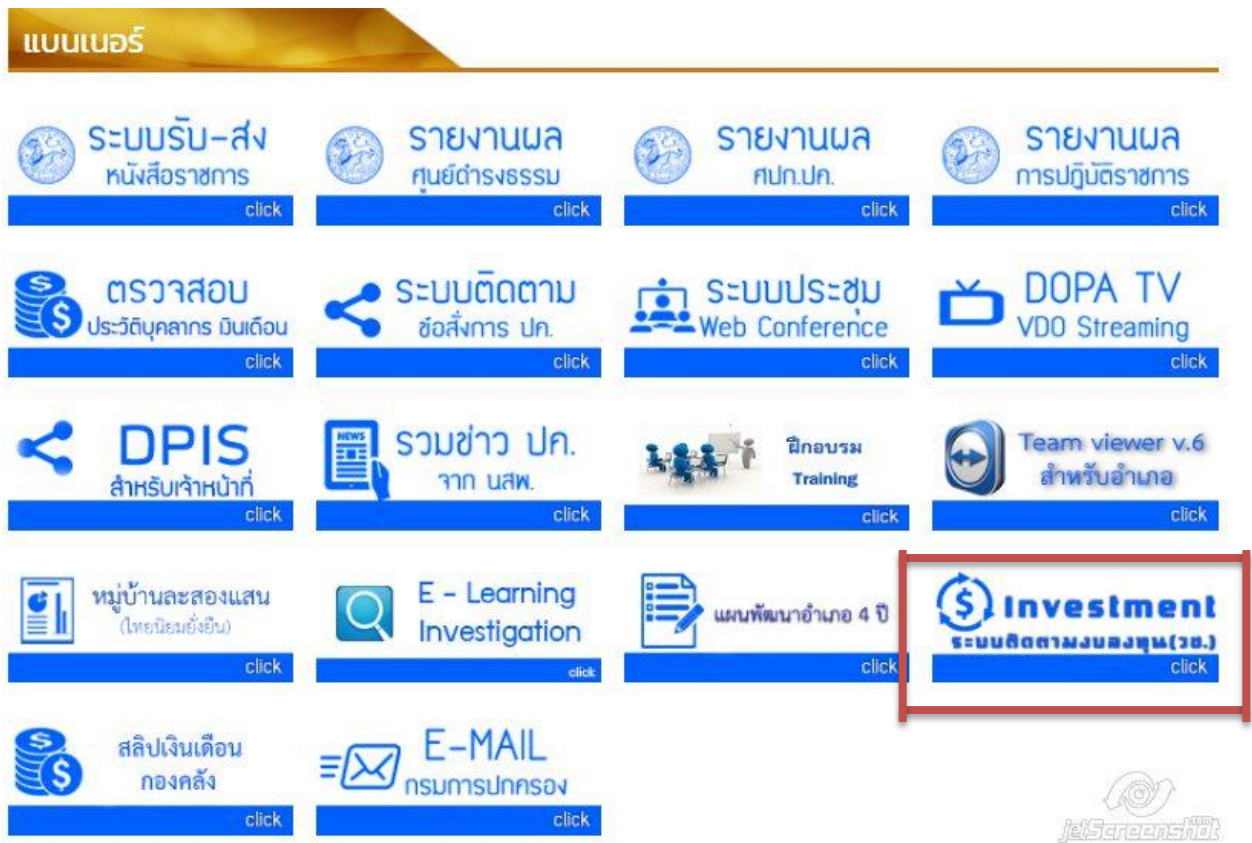 แบนเนอร์
ระบบรับ-ส่ง
หนังสือราชการ
click
รายงานผล
ศูนย์ดำรงธรรม
click
รายงานผล
ศปก.ปค.
click
รายงานผล
การปฏิบัติราชการ
click
ตรวจสอบ
ประวัติบุคลากร เงินเดือน
click
ระบบติดตาม
ข้อสั่งการ ปค.
click
ระบบประชุม
Web Conference
click
DOPA TV
VDO Streaming
click
DPIS
สำหรับเจ้าหน้าที่
click
NEWS
รวมข่าว ปค.
จาก นสพ.
click
ฝึกอบรม
Training
click
Team viewer v.6
สำหรับอำเภอ
click
หมู่บ้านละสองแสน
(ไทยนิยมยั่งยืน)
click
E - Learning
Investigation
click
แผนพัฒนาอำเภอ 4 ปี
click
Investment
ระบบติดตามงบลงทุน(วช.)
click
สลิปเงินเดือน
กองคลัง
click
E-MAIL
กรมการปกครอง
click
jetScreenshot.com